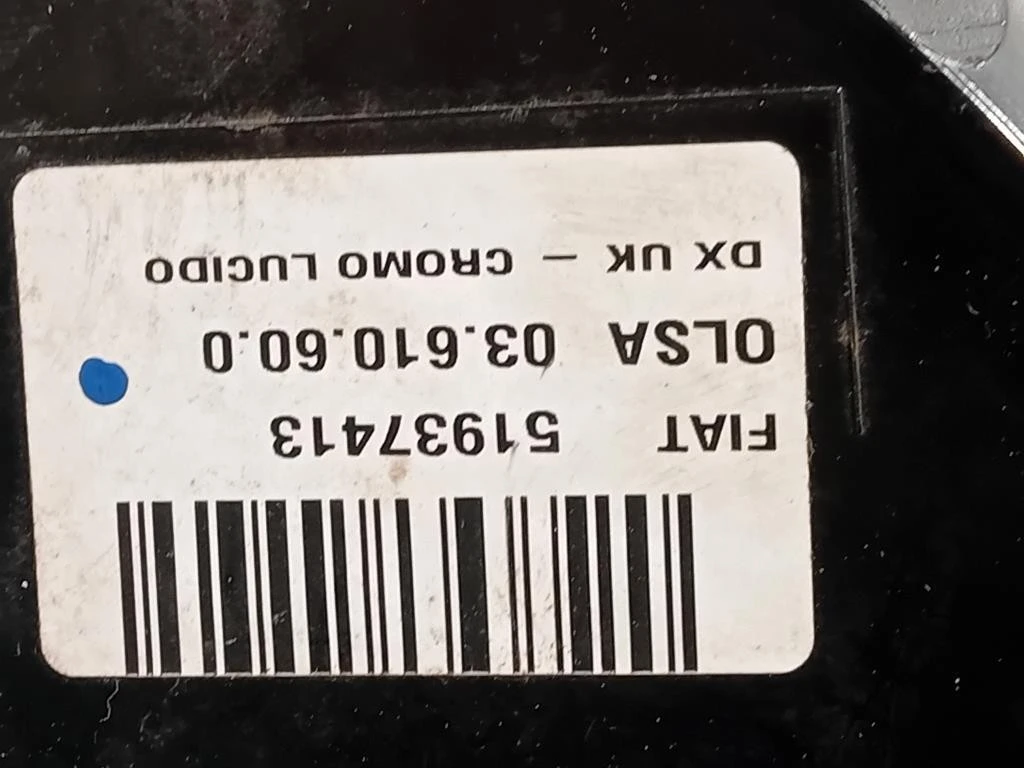 FIAT 51937413
OLSA 03.610.60.0
DX UK - CROMO LUCIDO